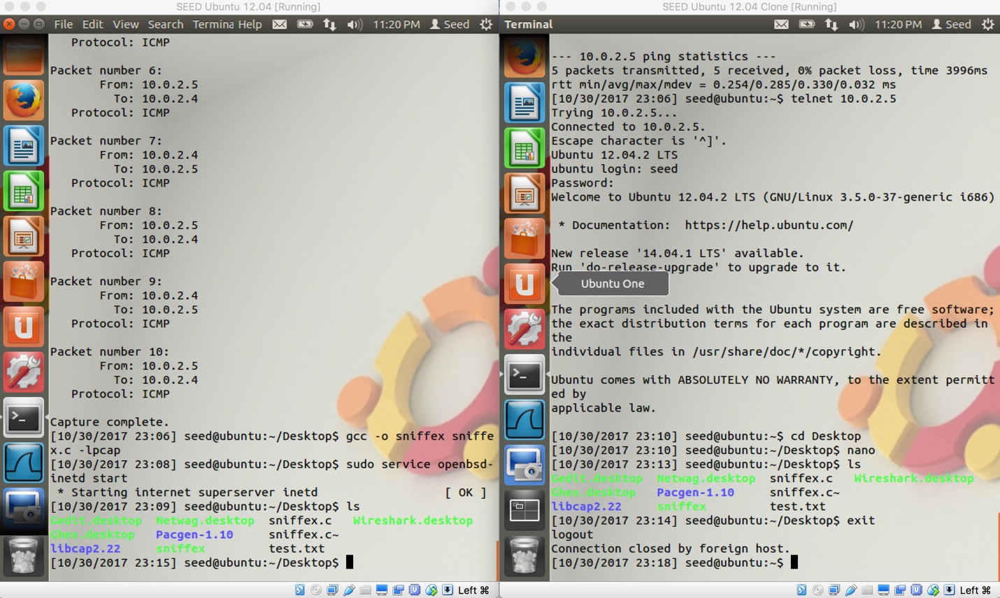 SEED Ubuntu 12.04 [Running]
File Edit View Search Termina Help 11:20 PM Seed
Protocol: ICMP
Packet number 6:
From: 10.0.2.5
To: 10.0.2.4
Protocol: ICMP
Packet number 7:
From: 10.0.2.4
To: 10.0.2.5
Protocol: ICMP
Packet number 8:
From: 10.0.2.5
To: 10.0.2.4
Protocol: ICMP
Packet number 9:
From: 10.0.2.4
To: 10.0.2.5
Protocol: ICMP
Packet number 10:
From: 10.0.2.5
To: 10.0.2.4
Protocol: ICMP
Capture complete.
[10/30/2017 23:06] seed@ubuntu:~/Desktop$ gcc -o sniffex sniffe
x.c -lpcap
[10/30/2017 23:08] seed@ubuntu:~/Desktop$ sudo service openbsd-
inetd start
* Starting internet superserver inetd [ OK ]
[10/30/2017 23:09] seed@ubuntu:~/Desktop$ ls
Gedit.desktop Netwag.desktop sniffex.c Wireshark.desktop
Ghex.desktop Pacgen-1.10 sniffex.c~
libcap2.22 sniffex test.txt
[10/30/2017 23:15] seed@ubuntu:~/Desktop$
Left ⌘
SEED Ubuntu 12.04 Clone [Running]
Terminal 11:20 PM Seed
--- 10.0.2.5 ping statistics ---
5 packets transmitted, 5 received, 0% packet loss, time 3996ms
rtt min/avg/max/mdev = 0.254/0.285/0.330/0.032 ms
[10/30/2017 23:06] seed@ubuntu:~$ telnet 10.0.2.5
Trying 10.0.2.5...
Connected to 10.0.2.5.
Escape character is '^]'.
Ubuntu 12.04.2 LTS
ubuntu login: seed
Password:
Welcome to Ubuntu 12.04.2 LTS (GNU/Linux 3.5.0-37-generic i686)
* Documentation: https://help.ubuntu.com/
New release '14.04.1 LTS' available.
Run 'do-release-upgrade' to upgrade to it.
Ubuntu One
The programs included with the Ubuntu system are free software;
the exact distribution terms for each program are described in
the
individual files in /usr/share/doc/*/copyright.
Ubuntu comes with ABSOLUTELY NO WARRANTY, to the extent permitt
ed by
applicable law.
[10/30/2017 23:10] seed@ubuntu:~$ cd Desktop
[10/30/2017 23:10] seed@ubuntu:~/Desktop$ nano
[10/30/2017 23:13] seed@ubuntu:~/Desktop$ ls
Gedit.desktop Netwag.desktop sniffex.c Wireshark.desktop
Ghex.desktop Pacgen-1.10 sniffex.c~
libcap2.22 sniffex test.txt
[10/30/2017 23:14] seed@ubuntu:~/Desktop$ exit
logout
Connection closed by foreign host.
[10/30/2017 23:18] seed@ubuntu:~$
Left ⌘